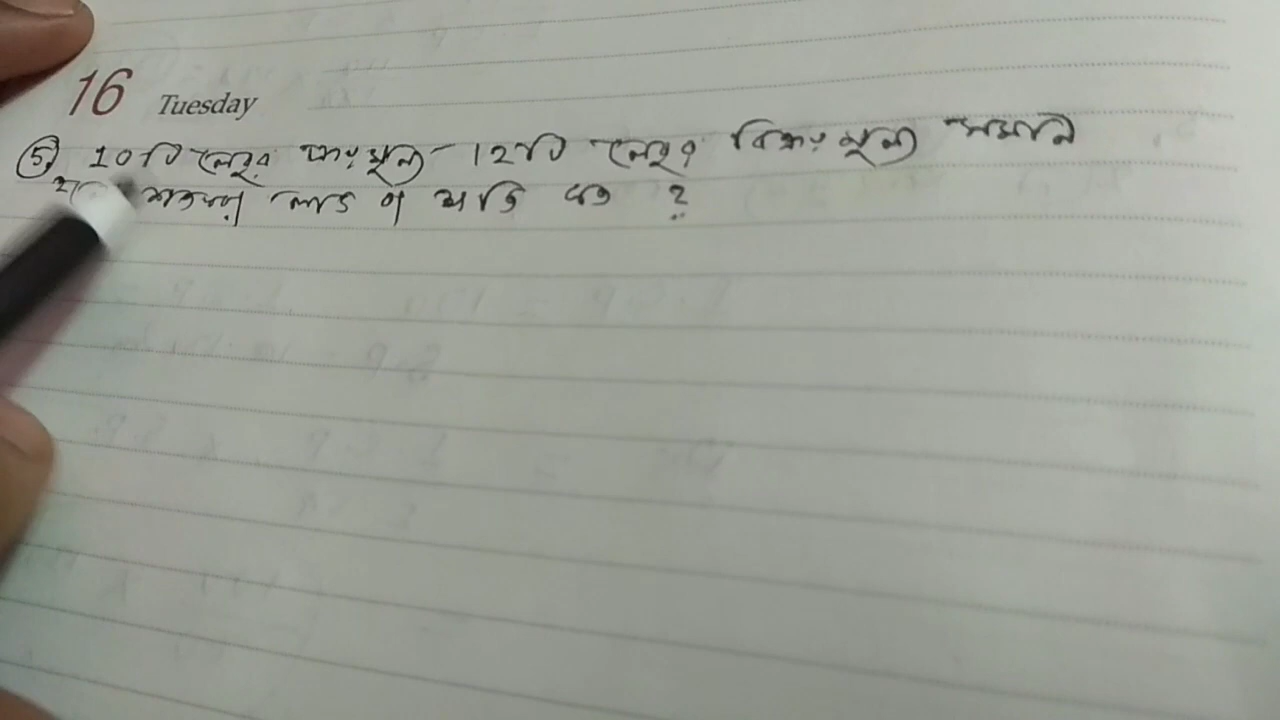 16 Tuesday
⑤ 10টি লেবুর ক্রয়মূল্য 12টি লেবুর বিক্রয়মূল্য সমান
শতকরা লাভ বা ক্ষতি কত ?